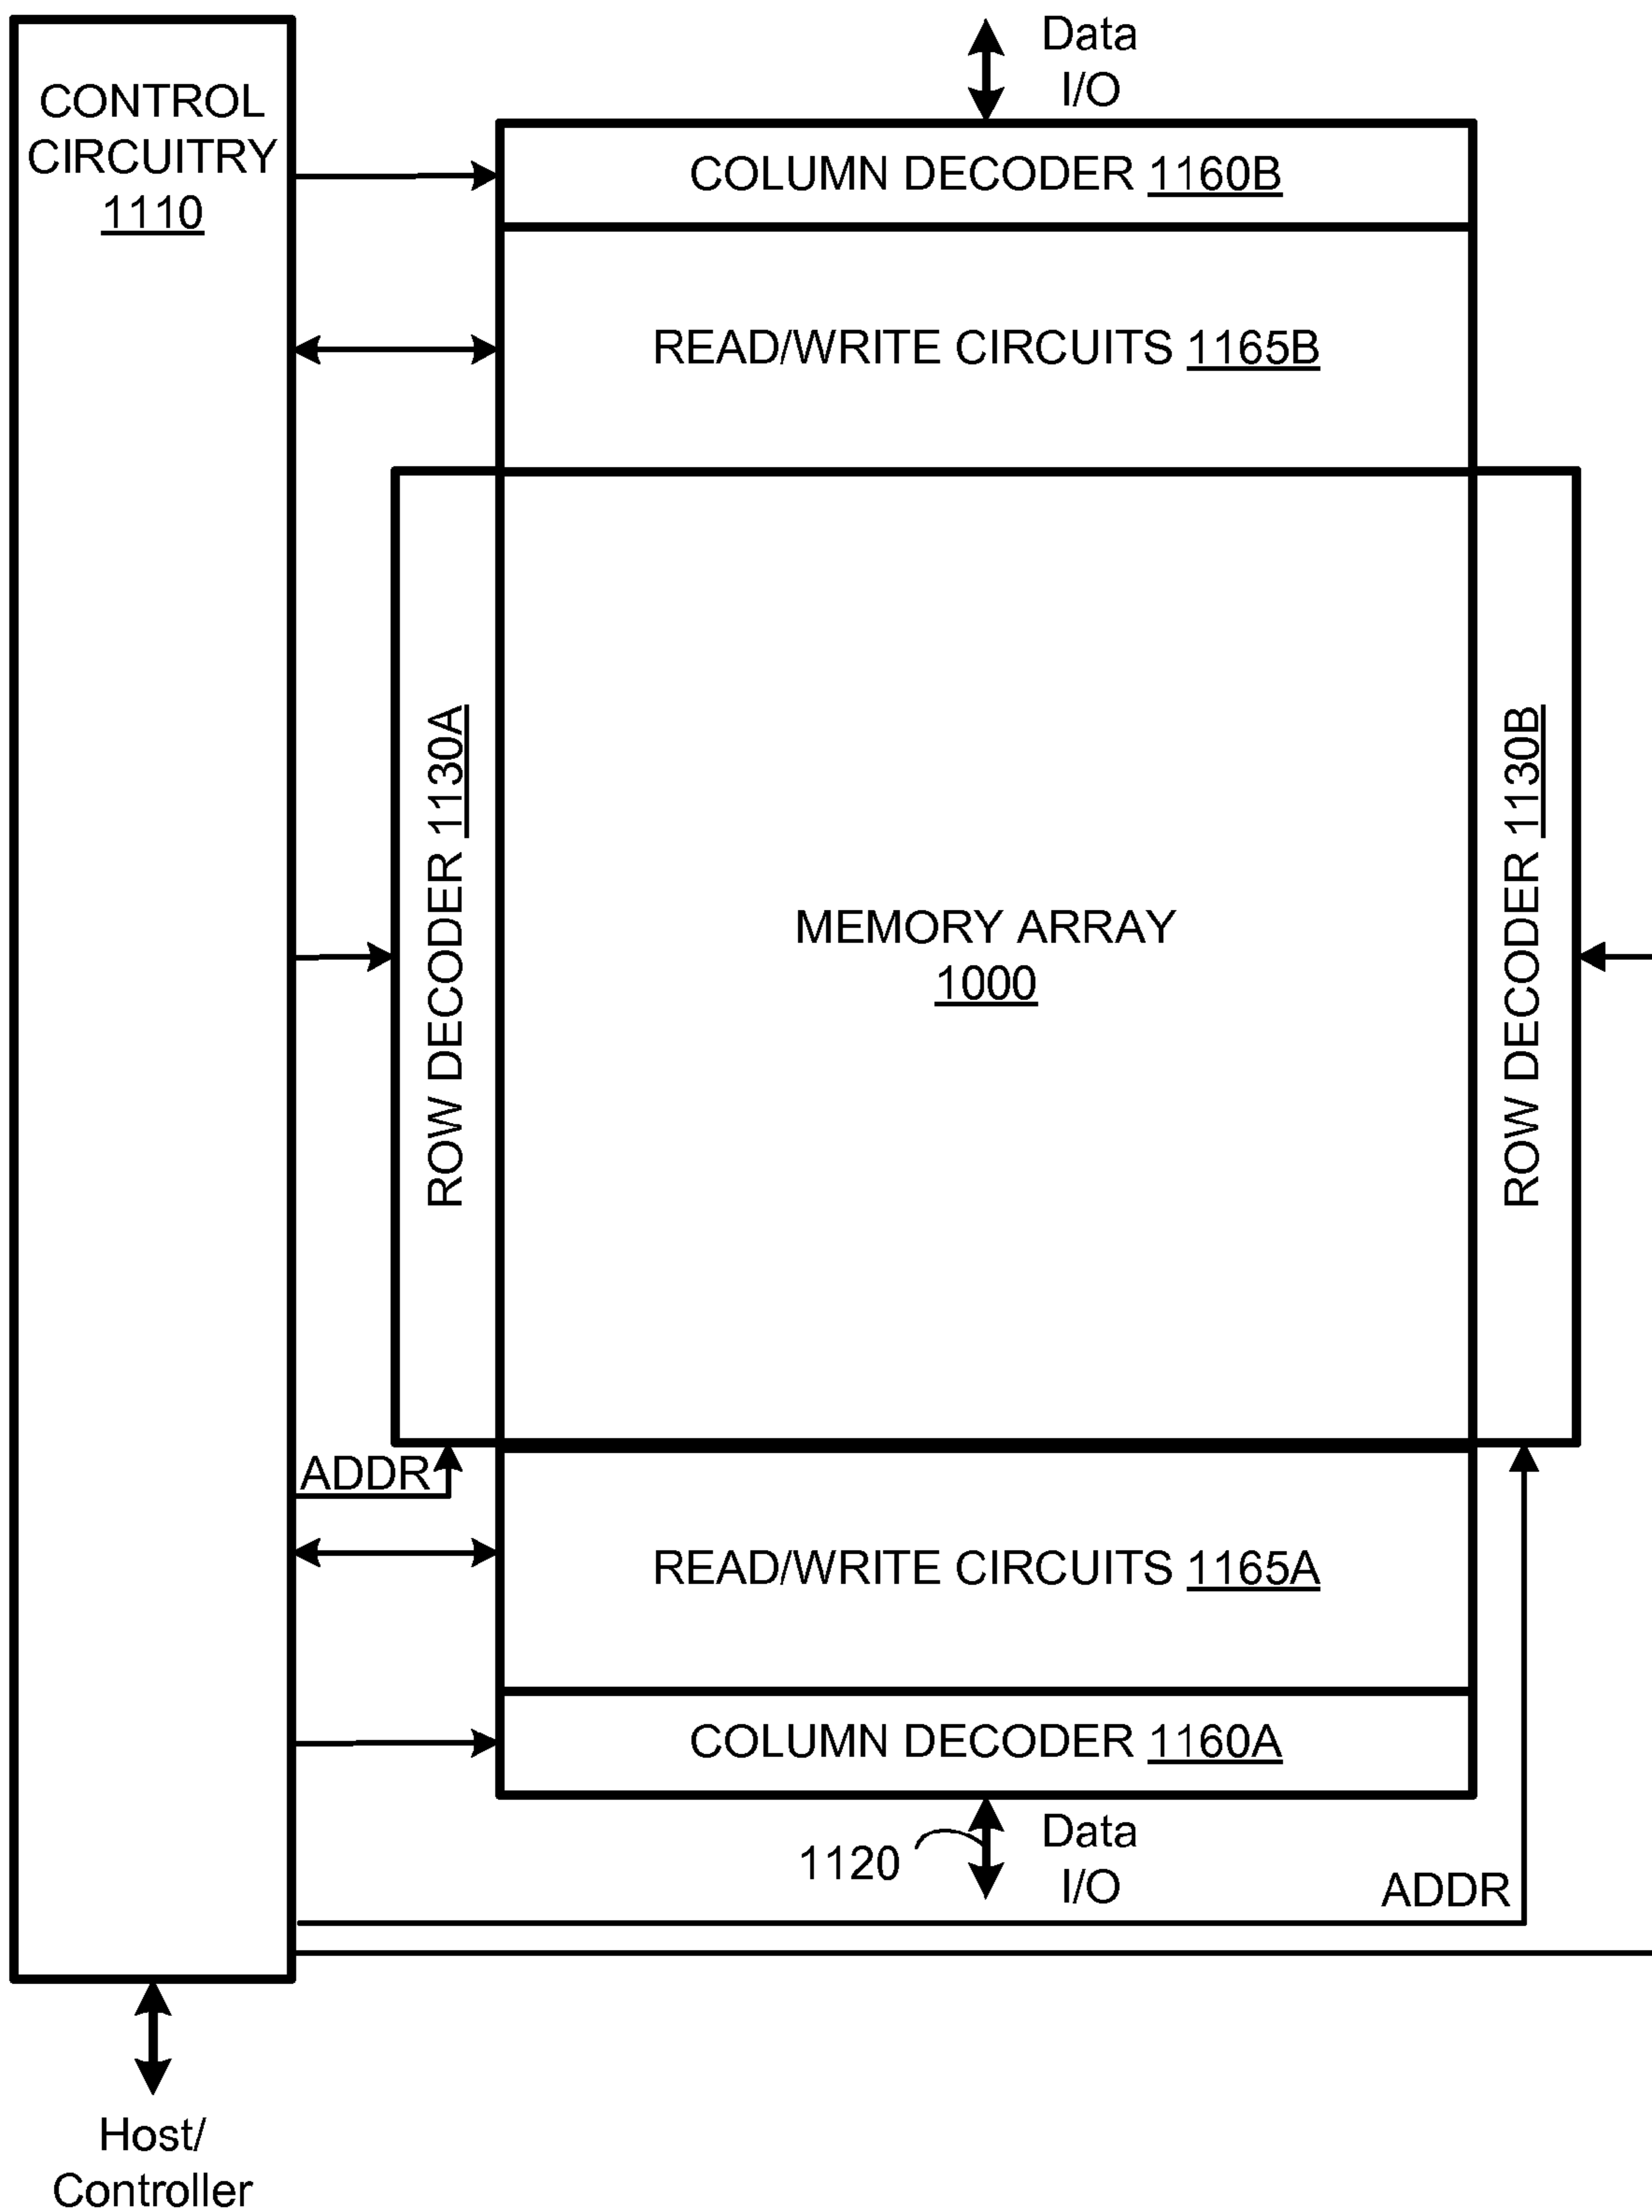 Data
I/O
CONTROL
CIRCUITRY
1110
COLUMN DECODER 1160B
READ/WRITE CIRCUITS 1165B
ROW DECODER 1130A
MEMORY ARRAY
1000
ROW DECODER 1130B
ADDR
READ/WRITE CIRCUITS 1165A
COLUMN DECODER 1160A
1120
Data
I/O
ADDR
Host/
Controller